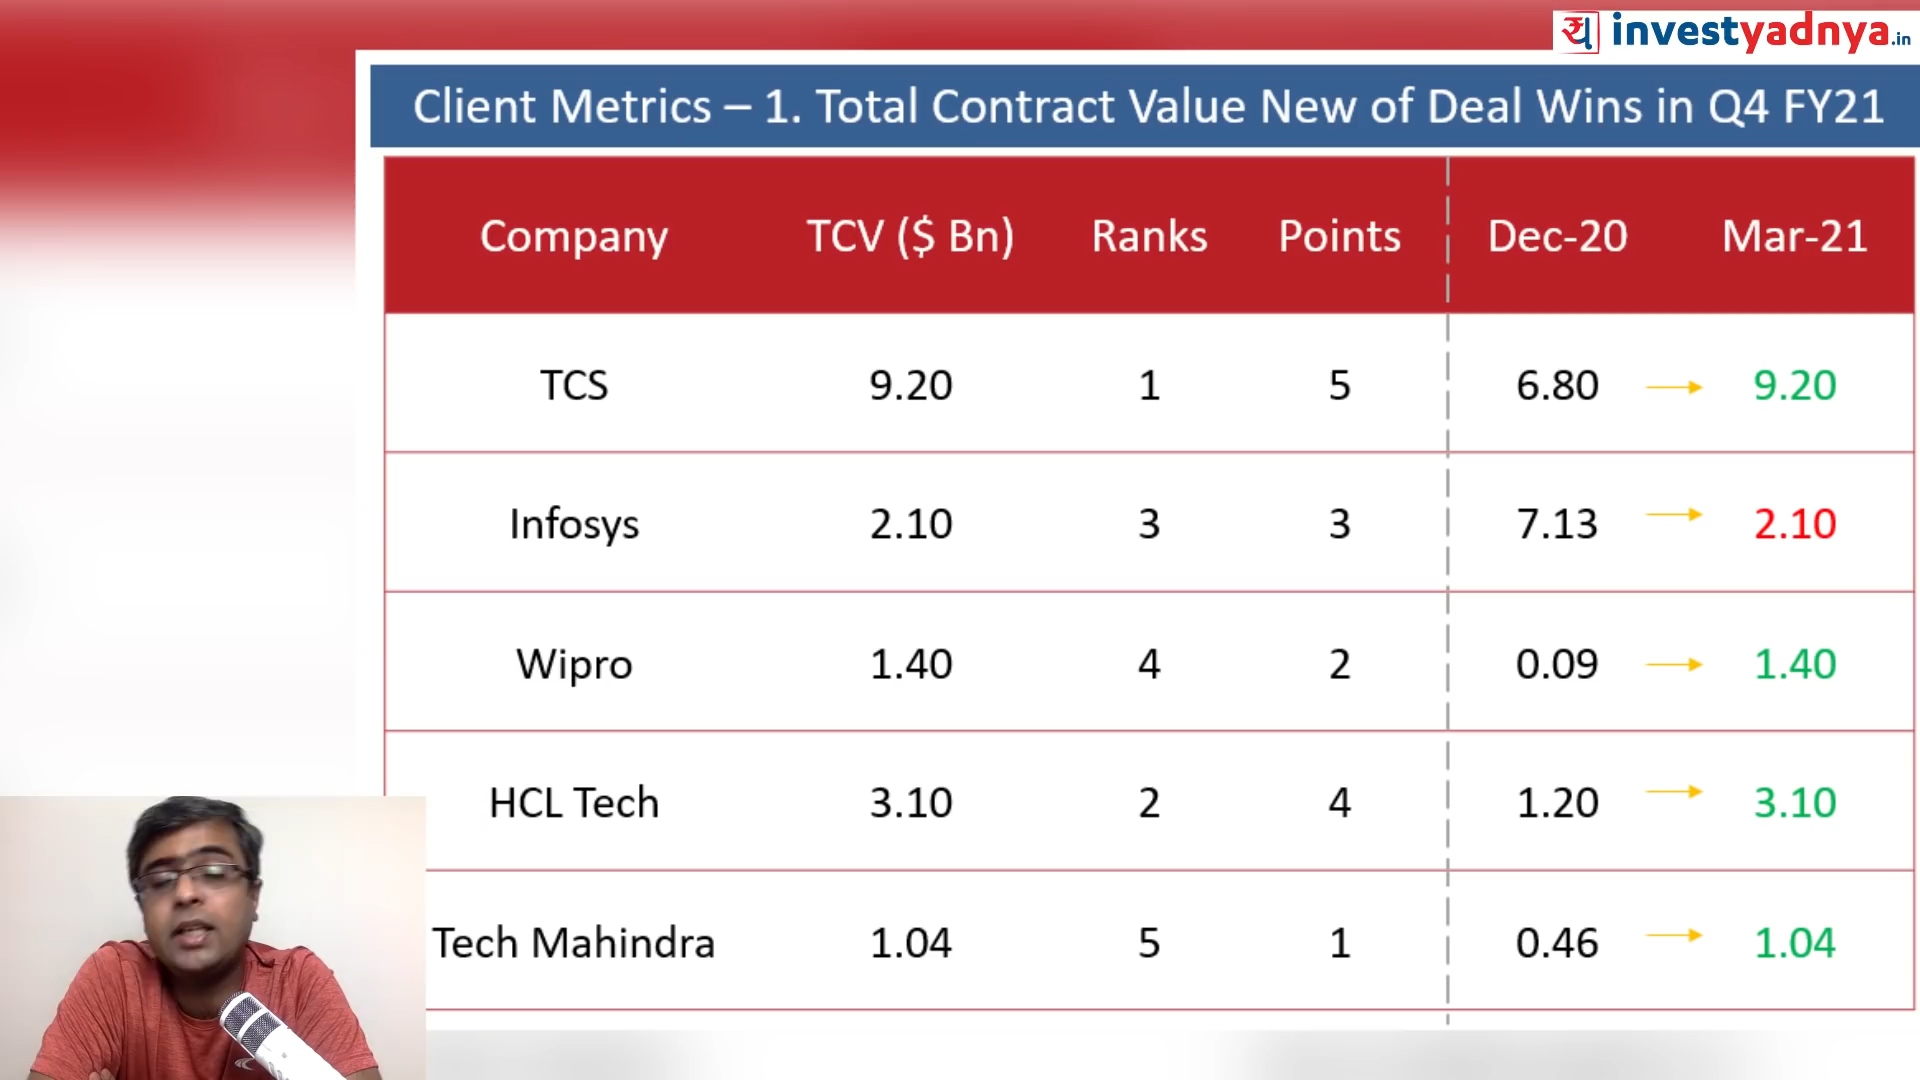 य investyadnya.in
Client Metrics – 1. Total Contract Value New of Deal Wins in Q4 FY21
Company TCV ($ Bn) Ranks Points Dec-20 Mar-21
TCS 9.20 1 5 6.80 9.20
Infosys 2.10 3 3 7.13 2.10
Wipro 1.40 4 2 0.09 1.40
HCL Tech 3.10 2 4 1.20 3.10
Tech Mahindra 1.04 5 1 0.46 1.04